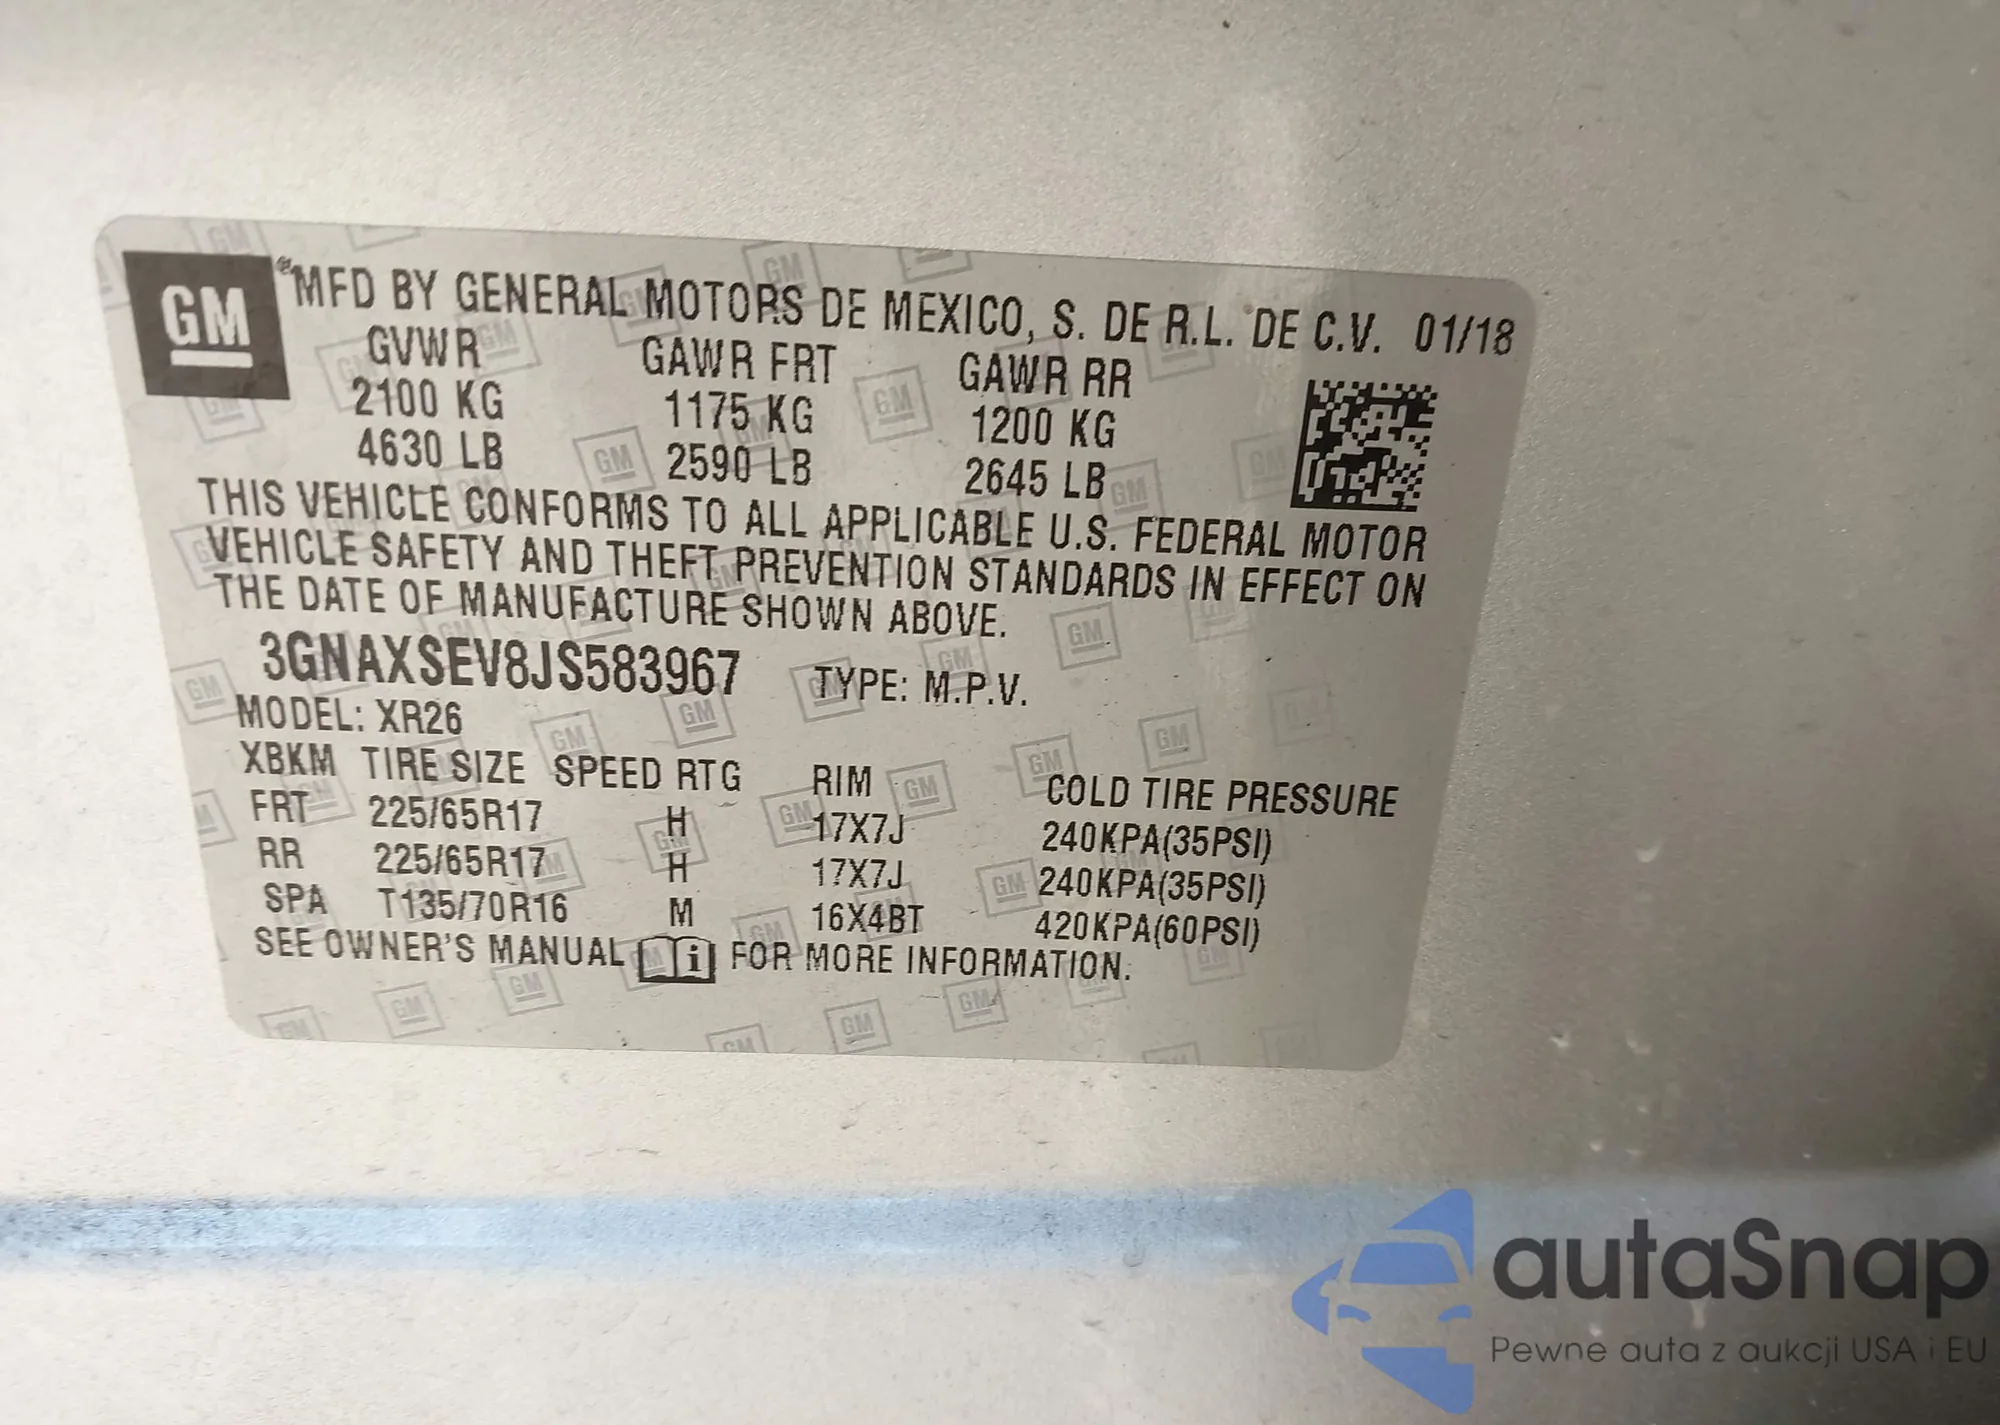 GM
® MFD BY GENERAL MOTORS DE MEXICO, S. DE R.L. DE C.V. 01/18
GVWR GAWR FRT GAWR RR
2100 KG 1175 KG 1200 KG
4630 LB 2590 LB 2645 LB
THIS VEHICLE CONFORMS TO ALL APPLICABLE U.S. FEDERAL MOTOR
VEHICLE SAFETY AND THEFT PREVENTION STANDARDS IN EFFECT ON
THE DATE OF MANUFACTURE SHOWN ABOVE.
3GNAXSEV8JS583967 TYPE: M.P.V.
MODEL: XR26
XBKM TIRE SIZE SPEED RTG RIM COLD TIRE PRESSURE
FRT 225/65R17 H 17X7J 240KPA(35PSI)
RR 225/65R17 H 17X7J 240KPA(35PSI)
SPA T135/70R16 M 16X4BT 420KPA(60PSI)
SEE OWNER'S MANUAL i FOR MORE INFORMATION.
autaSnap
Pewne auta z aukcji USA i EU